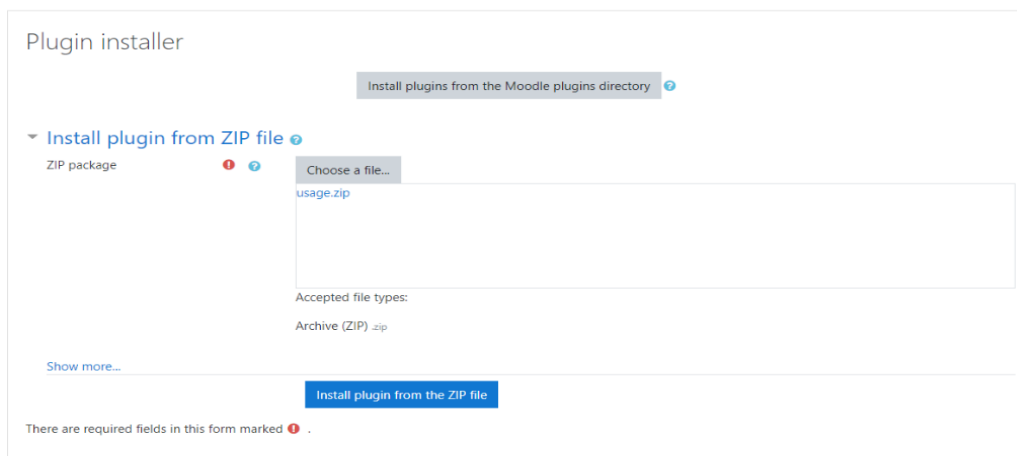 Plugin installer
Install plugins from the Moodle plugins directory
Install plugin from ZIP file
ZIP package
Choose a file...
usage.zip
Accepted file types:
Archive (ZIP) .zip
Show more...
Install plugin from the ZIP file
There are required fields in this form marked .